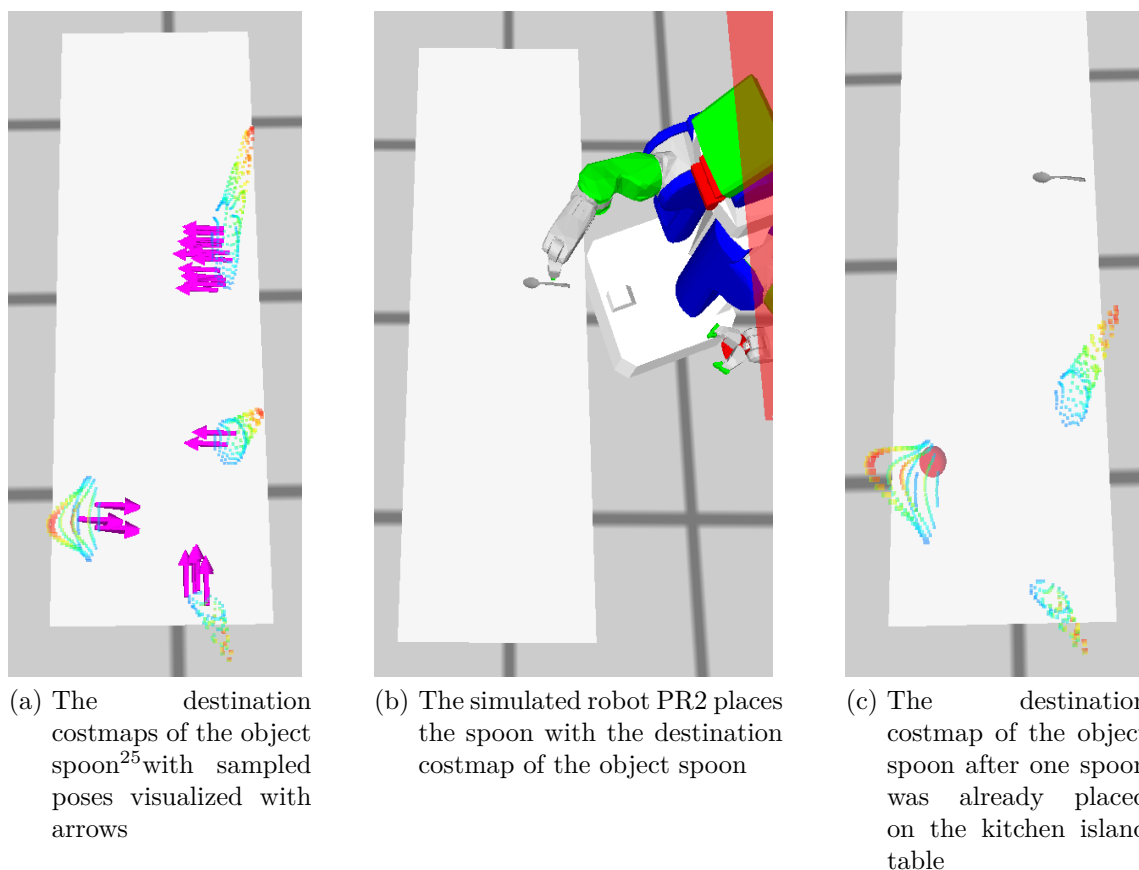 (a) The destination
costmaps of the object
spoon25with sampled
poses visualized with
arrows
(b) The simulated robot PR2 places
the spoon with the destination
costmap of the object spoon
(c) The destination
costmap of the object
spoon after one spoon
was already placed
on the kitchen island
table